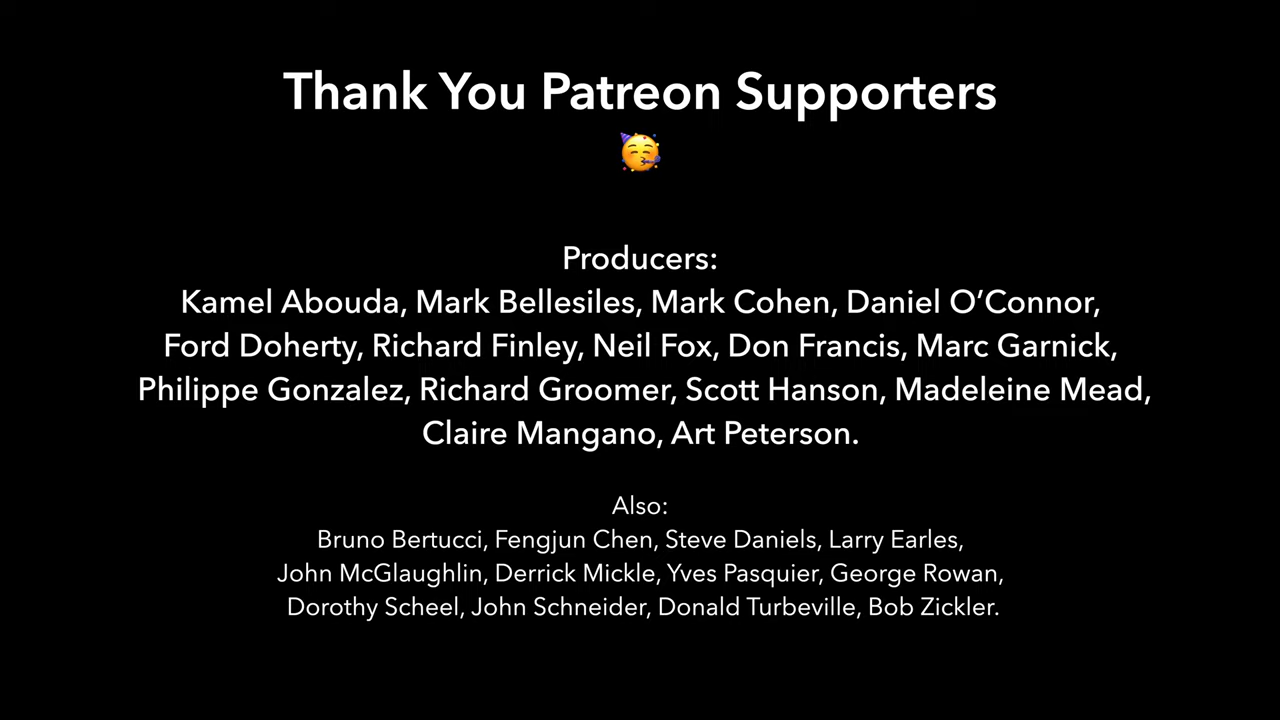 Thank You Patreon Supporters
🥳
Producers:
Kamel Abouda, Mark Bellesiles, Mark Cohen, Daniel O’Connor,
Ford Doherty, Richard Finley, Neil Fox, Don Francis, Marc Garnick,
Philippe Gonzalez, Richard Groomer, Scott Hanson, Madeleine Mead,
Claire Mangano, Art Peterson.
Also:
Bruno Bertucci, Fengjun Chen, Steve Daniels, Larry Earles,
John McGlaughlin, Derrick Mickle, Yves Pasquier, George Rowan,
Dorothy Scheel, John Schneider, Donald Turbeville, Bob Zickler.